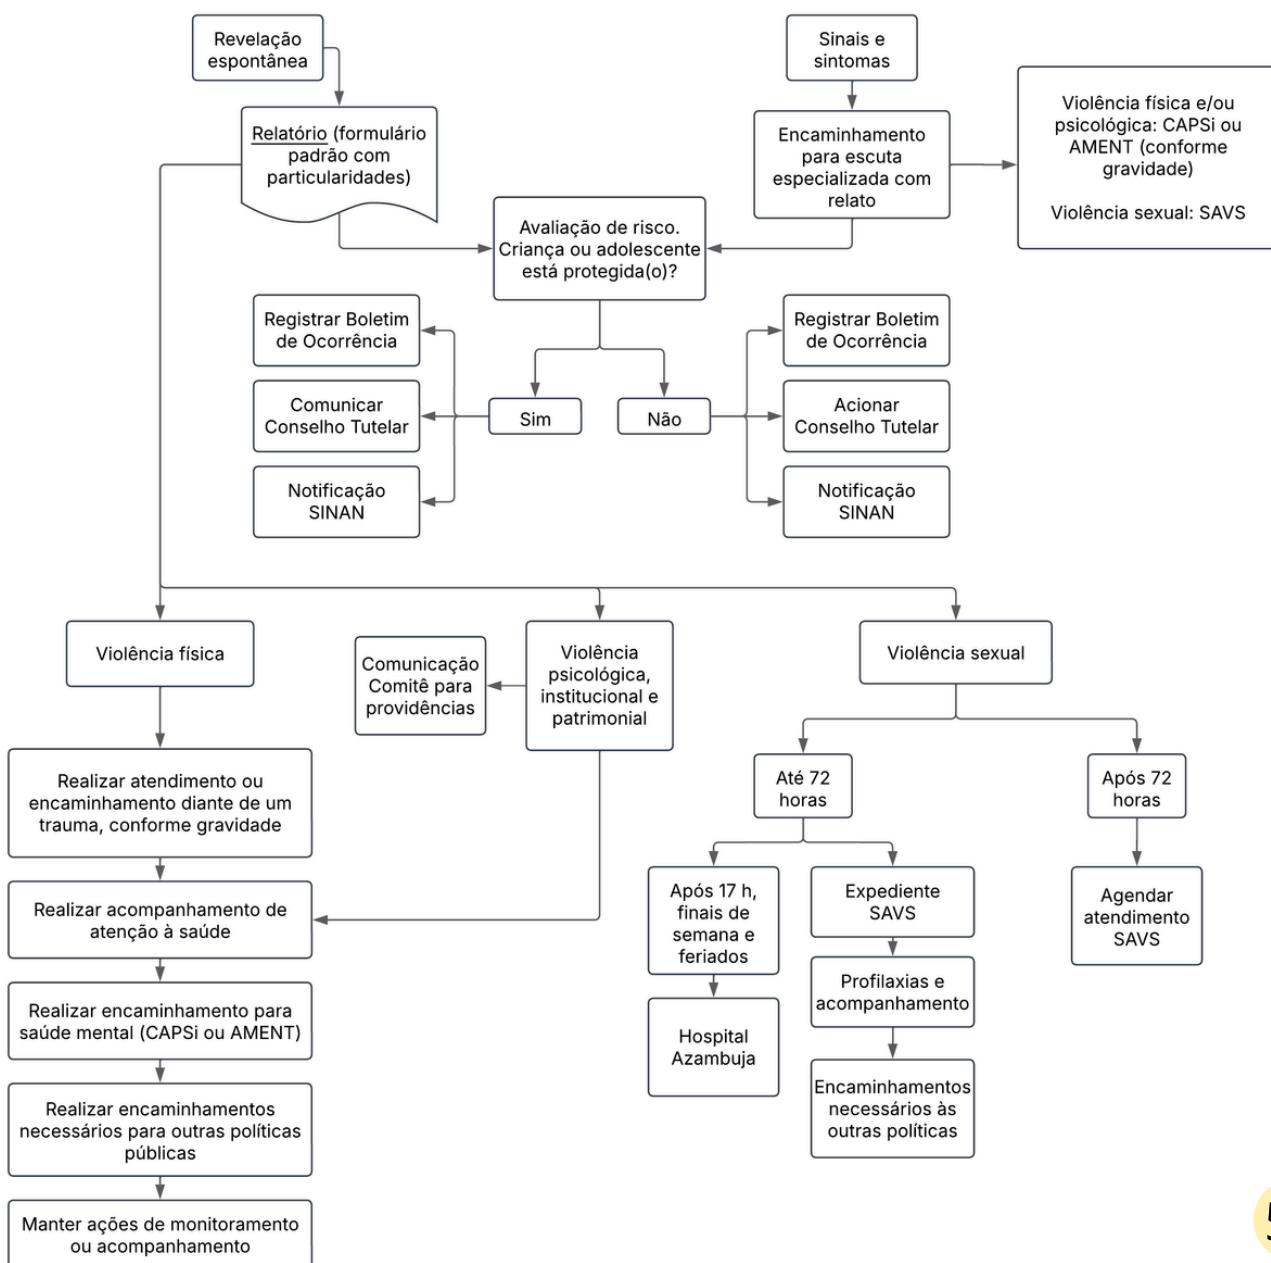 Revelação
espontânea
Sinais e
sintomas
Relatório (formulário
padrão com
particularidades)
Encaminhamento
para escuta
especializada com
relato
Violência física e/ou
psicológica: CAPSi ou
AMENT (conforme
gravidade)
Violência sexual: SAVS
Avaliação de risco.
Criança ou adolescente
está protegida(o)?
Registrar Boletim
de Ocorrência
Comunicar
Conselho Tutelar
Notificação
SINAN
Sim
Não
Registrar Boletim
de Ocorrência
Acionar
Conselho Tutelar
Notificação
SINAN
Violência física
Comunicação
Comitê para
providências
Violência
psicológica,
institucional e
patrimonial
Violência sexual
Realizar atendimento ou
encaminhamento diante de um
trauma, conforme gravidade
Realizar acompanhamento de
atenção à saúde
Realizar encaminhamento para
saúde mental (CAPSi ou AMENT)
Realizar encaminhamentos
necessários para outras políticas
públicas
Manter ações de monitoramento
ou acompanhamento
Até 72
horas
Após 72
horas
Após 17 h,
finais de
semana e
feriados
Hospital
Azambuja
Expediente
SAVS
Profilaxias e
acompanhamento
Encaminhamentos
necessários às
outras políticas
Agendar
atendimento
SAVS